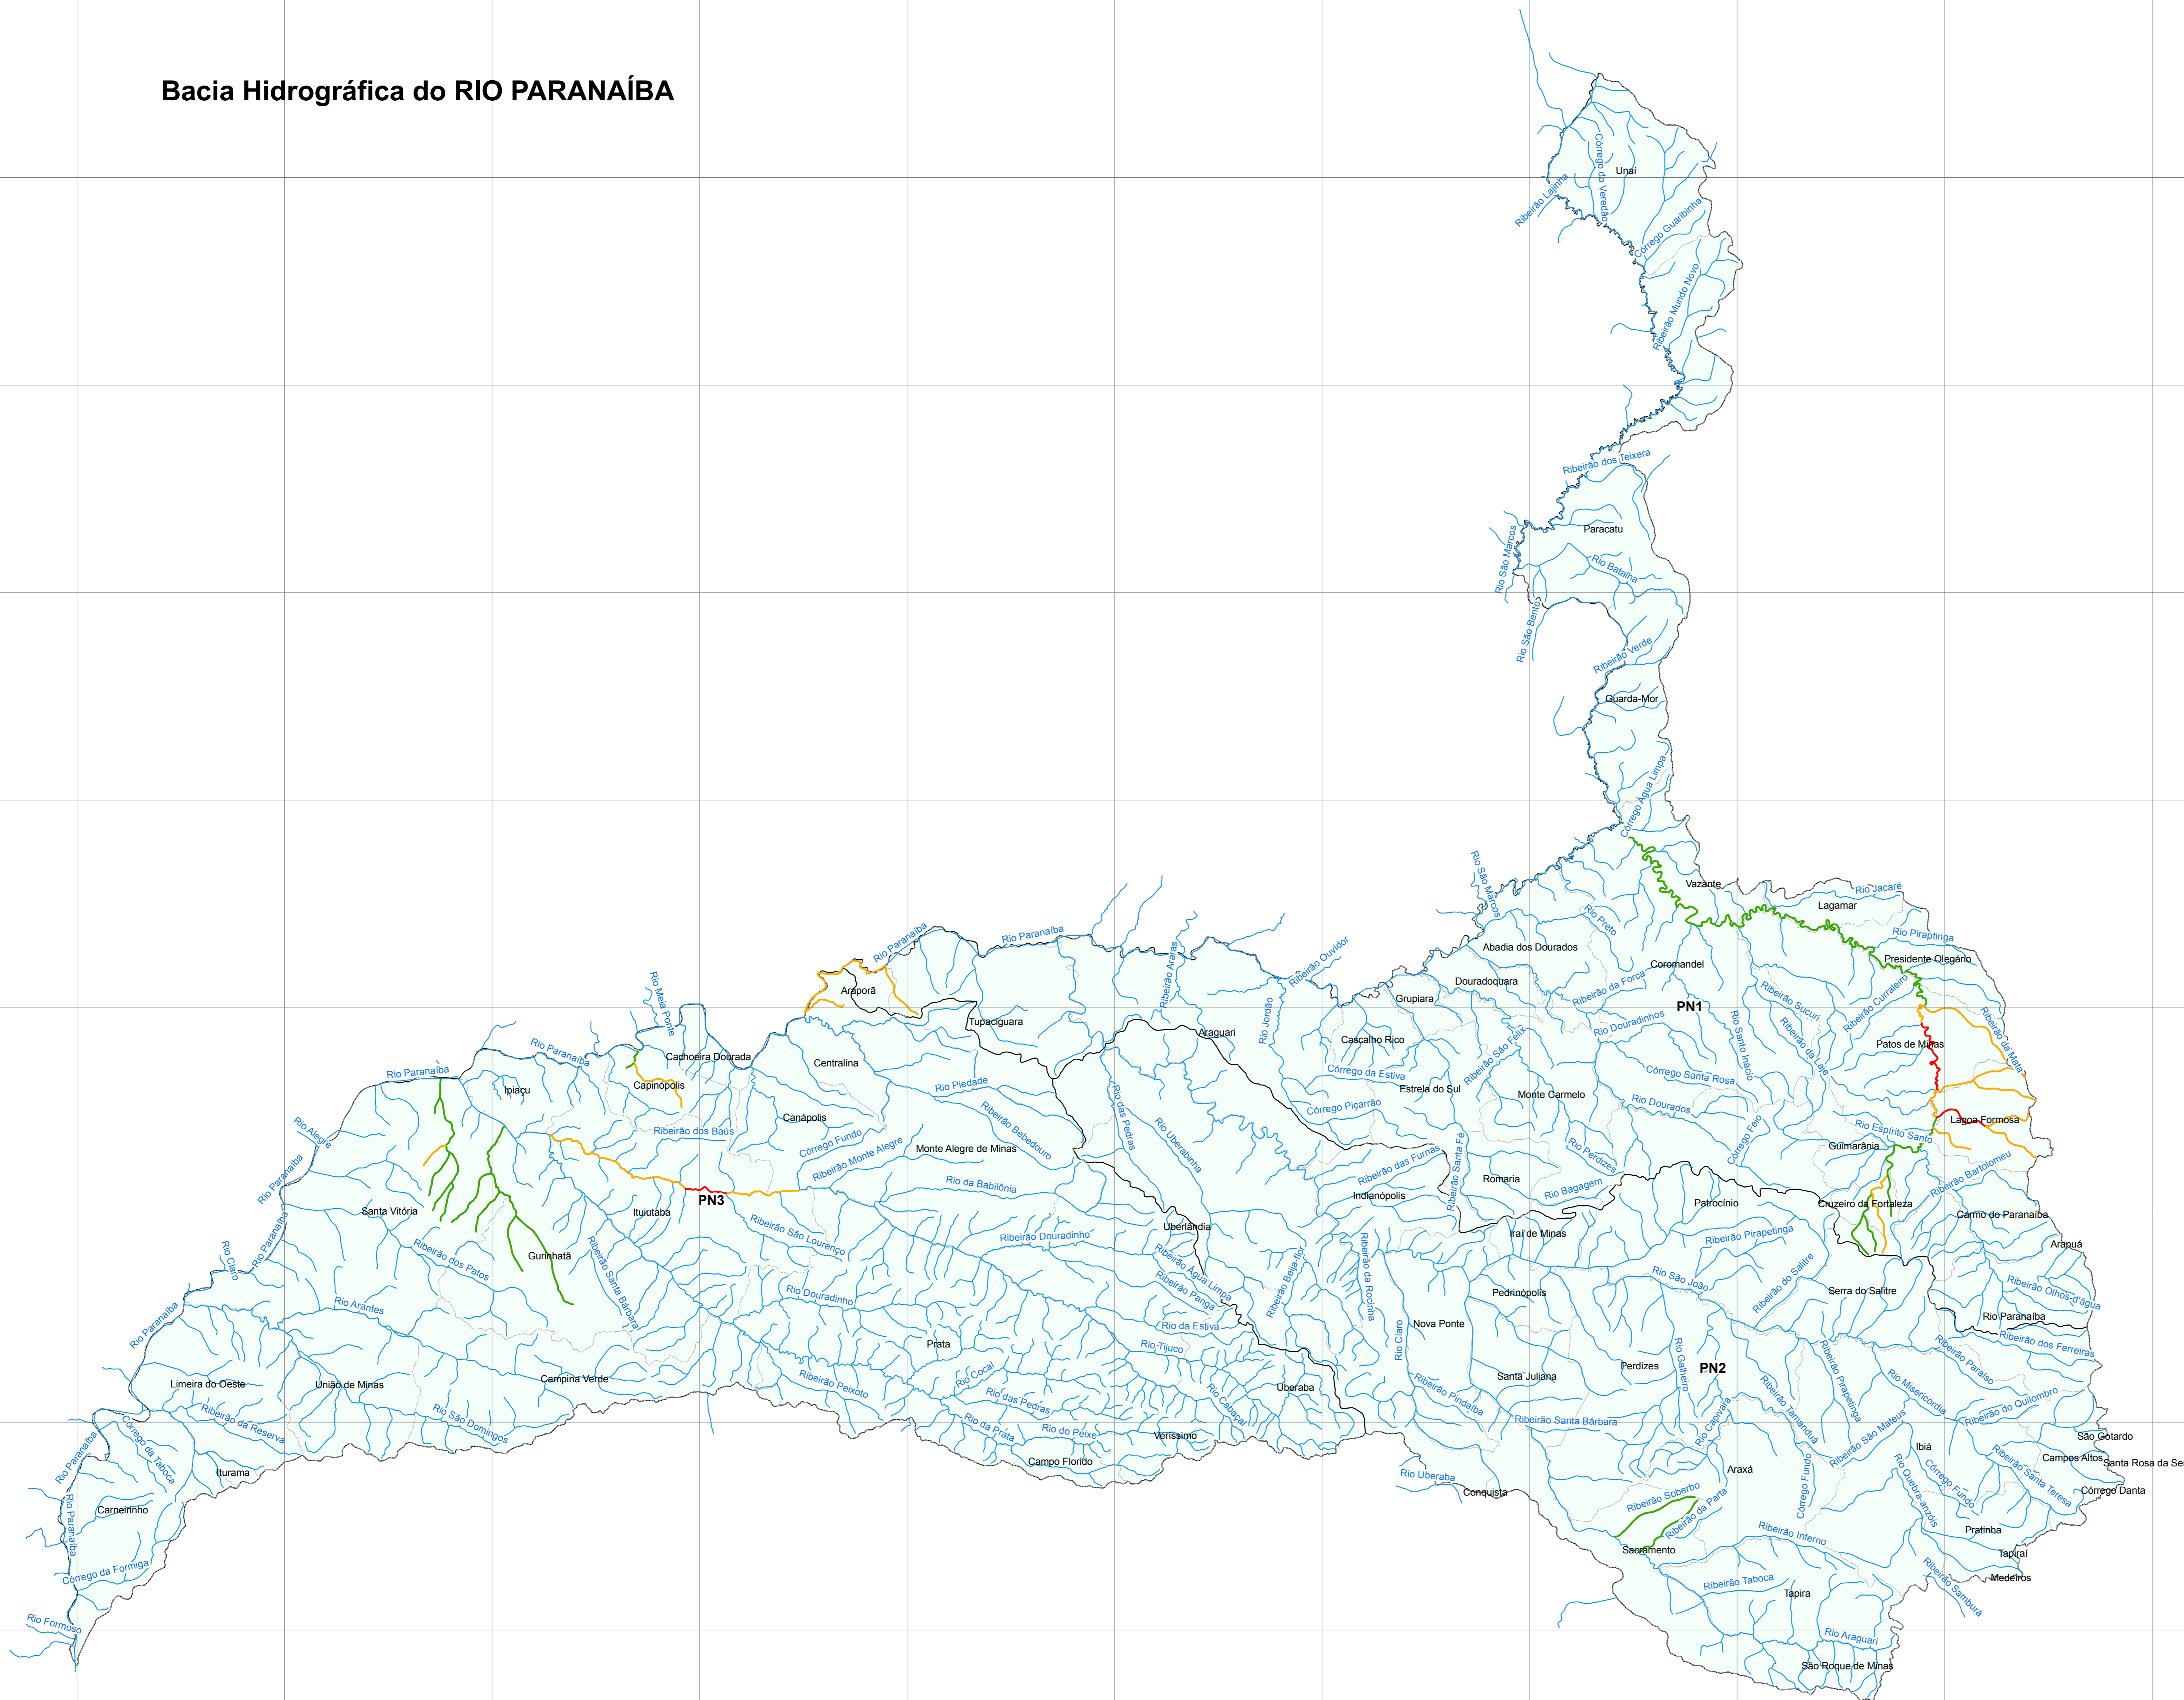 Bacia Hidrográfica do RIO PARANAÍBA
Unaí
Córrego do Veredão
Ribeirão Lajinha
Córrego Guaribinha
Ribeirão Mundo Novo
Ribeirão dos Teixera
Paracatu
Rio São Marcos
Rio Batalha
Rio São Bento
Ribeirão Verde
Guarda-Mor
Córrego Água Limpa
Vazante
Rio São Marcos
Rio Jacaré
Lagamar
Rio Preto
Rio Piraptinga
Abadia dos Dourados
Presidente Olegário
Coromandel
Rio Paranaíba
Rio Paranaíba
Ribeirão Araras
Ribeirão Ouvidor
Douradoquara
Ribeirão da Forca
Ribeirão Sucuri
Ribeirão Curraleiro
Araporã
Rio Meia Ponte
Grupiara
PN1
Rio Jordão
Tupaciguara
Araguari
Rio Douradinhos
Rio Santo Inácio
Ribeirão da Laje
Ribeirão da Mata
Patos de Minas
Cascalho Rico
Ribeirão São Felix
Rio Paranaíba
Cachoeira Dourada
Centralina
Rio Paranaíba
Capinópolis
Ipiaçu
Rio Piedade
Córrego da Estiva
Estrela do Sul
Córrego Santa Rosa
Monte Carmelo
Rio Dourados
Córrego Piçarrão
Canápolis
Ribeirão Bebedouro
Rio das Pedras
Rio Uberabinha
Lagoa Formosa
Rio Alegre
Ribeirão dos Baús
Córrego Fundo
Ribeirão Monte Alegre
Monte Alegre de Minas
Rio Espírito Santo
Guimarânia
Córrego Feio
Rio Perdizes
Ribeirão Santa Fé
Ribeirão das Furnas
Romaria
Rio Bagagem
Ribeirão Bartolomeu
Rio Paranaíba
Rio da Babilônia
Indianópolis
PN3
Ituiutaba
Santa Vitória
Patrocínio
Cruzeiro da Fortaleza
Carmo do Paranaíba
Rio Paranaíba
Uberlândia
Ribeirão São Lourenço
Ribeirão Douradinho
Iraí de Minas
Ribeirão Pirapetinga
Arapuá
Rio Claro
Ribeirão dos Patos
Gurinhatã
Ribeirão Santa Bárbara
Ribeirão Água Limpa
Ribeirão Panga
Ribeirão Beija-flor
Ribeirão da Rocinha
Rio São João
Ribeirão do Salitre
Serra do Salitre
Ribeirão Olhos-d'água
Rio Arantes
Rio Douradinho
Pedrinópolis
Rio Paranaíba
Rio Paranaíba
Rio da Estiva
Nova Ponte
Rio Claro
Rio Tijuco
Prata
Ribeirão dos Ferreiras
Ribeirão Paraíso
Ribeirão Pirapetinga
Rio Galheiro
Perdizes
PN2
Santa Juliana
Campina Verde
União de Minas
Limeira do Oeste
Ribeirão Peixoto
Rio Cocal
Uberaba
Rio Misericórdia
Ribeirão Tamanduá
Rio das Pedras
Rio Cabaçal
Ribeirão Pindaíba
Ribeirão Santa Bárbara
Rio Capivara
Ribeirão do Quilombro
Ribeirão da Reserva
Rio São Domingos
Córrego da Taboca
Rio Paranaíba
Rio da Prata
Rio do Peixe
Veríssimo
Campo Florido
Ribeirão São Mateus
Ibiá
São Gotardo
Campos Altos
Santa Rosa da Ser
Iturama
Rio Uberaba
Conquista
Araxá
Córrego Fundo
Rio Quebra-anzóis
Córrego Fundo
Ribeirão Santa Teresa
Córrego Danta
Carneirinho
Rio Paranaíba
Ribeirão Soberbo
Ribeirão da Parta
Ribeirão Inferno
Pratinha
Sacramento
Tapiraí
Medeiros
Córrego da Formiga
Ribeirão Taboca
Tapira
Ribeirão Samburá
Rio Formoso
Rio Araguari
São Roque de Minas